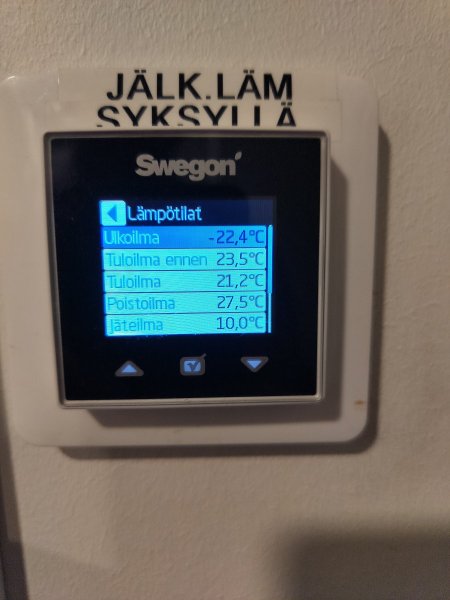 JÄLK.LÄM
SYKSYLLÄ
Swegon
Lämpötilat
Ulkoilma -22,4°C
Tuloilma ennen 23,5°C
Tuloilma 21,2°C
Poistoilma 27,5°C
Jäteilma 10,0°C